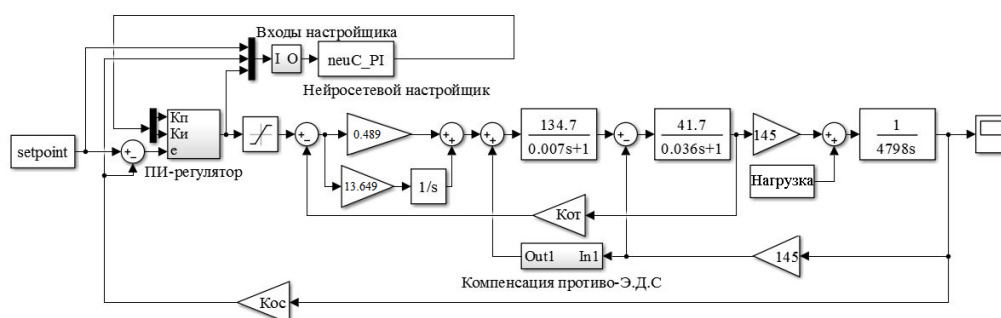 Входы настройщика
I O
neuC_PI
Нейросетевой настройщик
Кп
Ки
е
setpoint
ПИ-регулятор
0.489
13.649
1/s
134.7
0.007s+1
41.7
0.036s+1
145
Нагрузка
1
4798s
Кот
Out1 In1
145
Компенсация противо-Э.Д.С
Кос